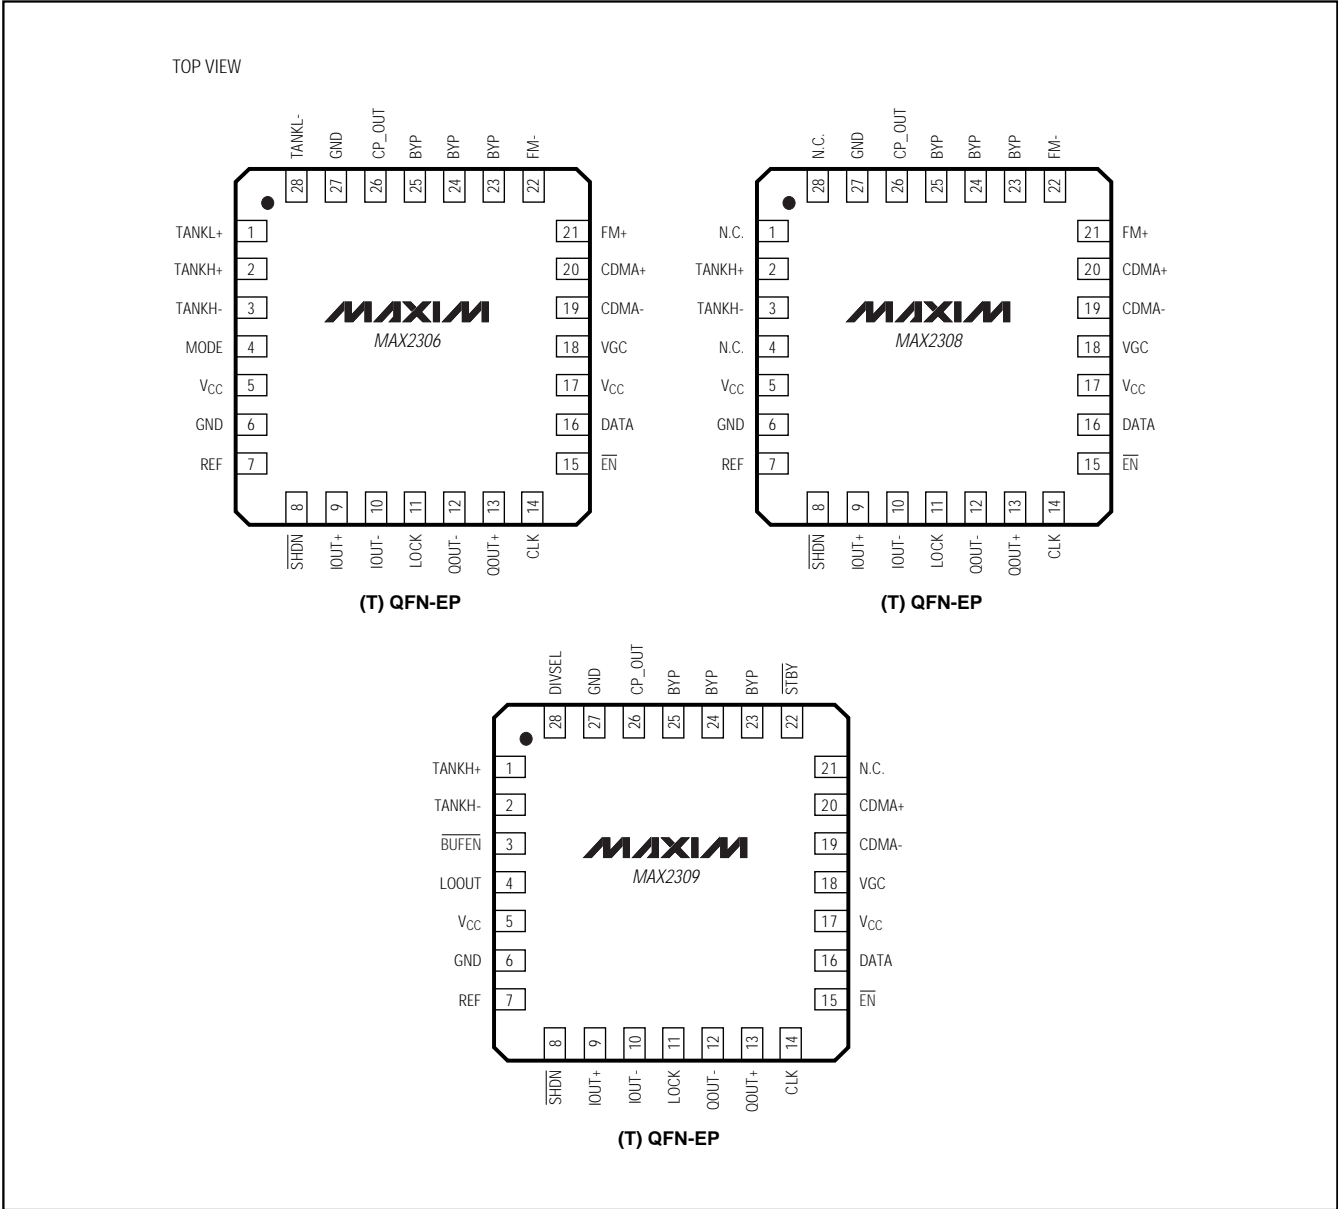 TOP VIEW
TANKL-
GND
CP_OUT
BYP
BYP
BYP
FM-
28
27
26
25
24
23
22
TANKL+ 1
TANKH+ 2
TANKH- 3
MODE 4
VCC 5
GND 6
REF 7
MAXIM
MAX2306
21 FM+
20 CDMA+
19 CDMA-
18 VGC
17 VCC
16 DATA
15 EN
8
9
10
11
12
13
14
SHDN
IOUT+
IOUT-
LOCK
QOUT-
QOUT+
CLK
(T) QFN-EP
N.C.
GND
CP_OUT
BYP
BYP
BYP
FM-
28
27
26
25
24
23
22
N.C. 1
TANKH+ 2
TANKH- 3
N.C. 4
VCC 5
GND 6
REF 7
MAXIM
MAX2308
21 FM+
20 CDMA+
19 CDMA-
18 VGC
17 VCC
16 DATA
15 EN
8
9
10
11
12
13
14
SHDN
IOUT+
IOUT-
LOCK
QOUT-
QOUT+
CLK
(T) QFN-EP
DIVSEL
GND
CP_OUT
BYP
BYP
BYP
STBY
28
27
26
25
24
23
22
TANKH+ 1
TANKH- 2
BUFEN 3
LOOUT 4
VCC 5
GND 6
REF 7
MAXIM
MAX2309
21 N.C.
20 CDMA+
19 CDMA-
18 VGC
17 VCC
16 DATA
15 EN
8
9
10
11
12
13
14
SHDN
IOUT+
IOUT-
LOCK
QOUT-
QOUT+
CLK
(T) QFN-EP